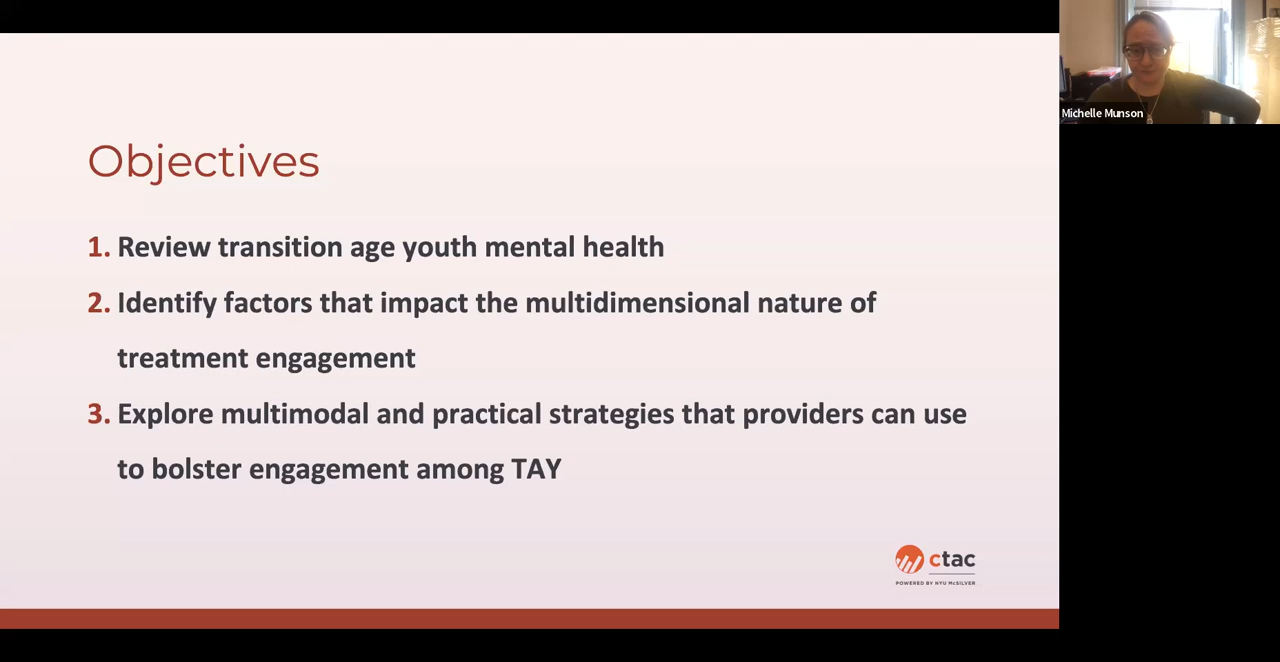 Michelle Munson
Objectives
1. Review transition age youth mental health
2. Identify factors that impact the multidimensional nature of
treatment engagement
3. Explore multimodal and practical strategies that providers can use
to bolster engagement among TAY
ctac
POWERED BY NYU McSILVER